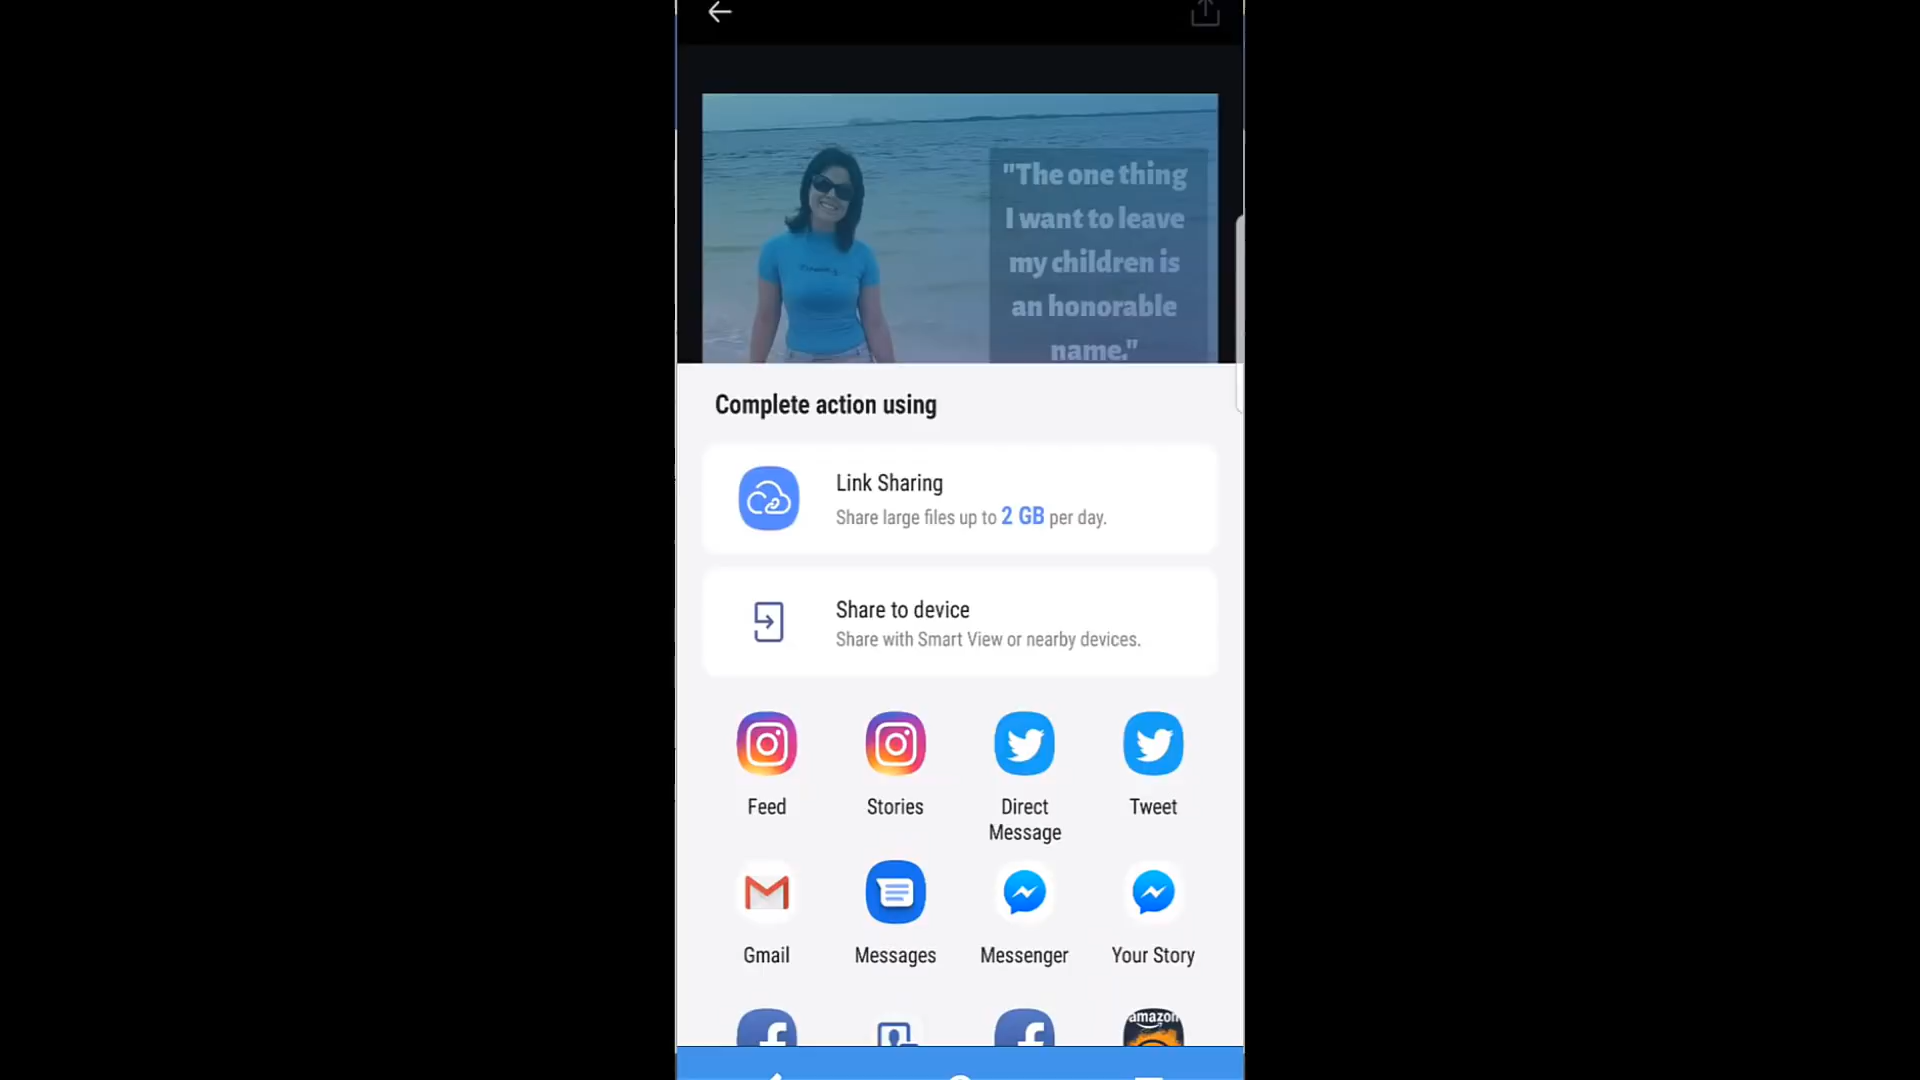 "The one thing
I want to leave
my children is
an honorable
name."
Complete action using
Link Sharing
Share large files up to 2 GB per day.
Share to device
Share with Smart View or nearby devices.
Feed
Stories
Direct
Message
Tweet
Gmail
Messages
Messenger
Your Story
amazon